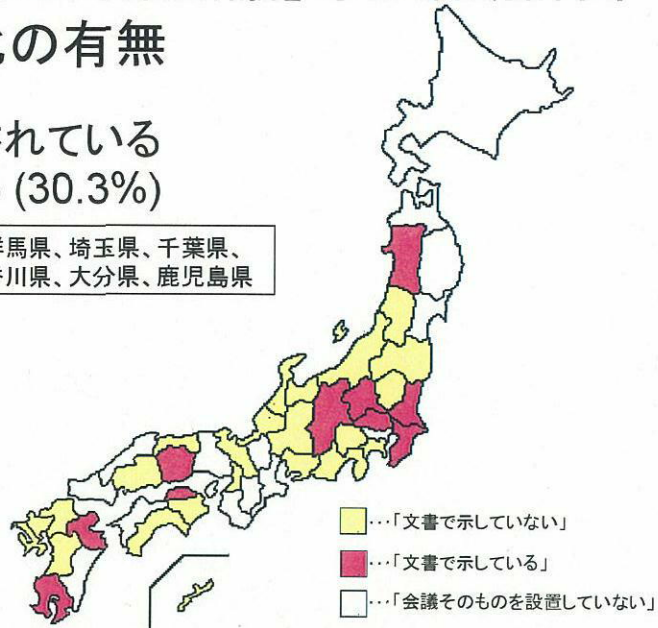 の有無
れている
(30.3%)
群馬県、埼玉県、千葉県、
香川県、大分県、鹿児島県
…「文書で示していない」
…「文書で示している」
…「会議そのものを設置していない」